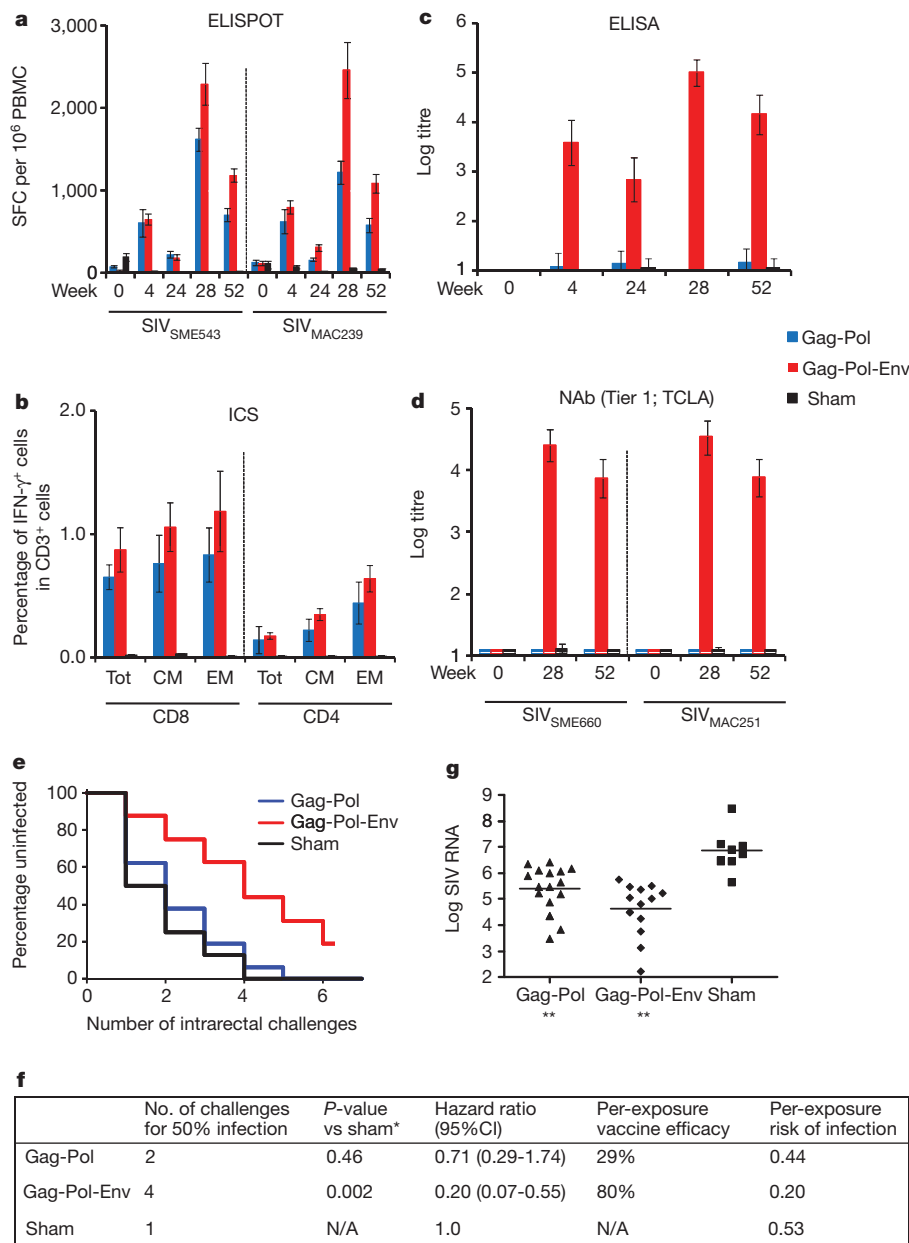 a
ELISPOT
3,000
2,000
1,000
0
SFC per 10⁶ PBMC
Week
0 4 24 28 52 0 4 24 28 52
SIV_SME543 SIV_MAC239
c
ELISA
6
5
4
3
2
1
Log titre
Week 0 4 24 28 52
Gag-Pol
Gag-Pol-Env
Sham
b
ICS
2.0
1.0
0.0
Percentage of IFN-γ⁺ cells
in CD3⁺ cells
Tot CM EM Tot CM EM
CD8 CD4
d
NAb (Tier 1; TCLA)
5
4
3
2
1
Log titre
Week 0 28 52 0 28 52
SIV_SME660 SIV_MAC251
e
100
80
60
40
20
0
Percentage uninfected
Gag-Pol
Gag-Pol-Env
Sham
0 2 4 6
Number of intrarectal challenges
g
9
8
7
6
5
4
3
2
Log SIV RNA
Gag-Pol Gag-Pol-Env Sham
** **
f
No. of challenges P-value Hazard ratio Per-exposure Per-exposure
for 50% infection vs sham* (95%CI) vaccine efficacy risk of infection
Gag-Pol 2 0.46 0.71 (0.29-1.74) 29% 0.44
Gag-Pol-Env 4 0.002 0.20 (0.07-0.55) 80% 0.20
Sham 1 N/A 1.0 N/A 0.53